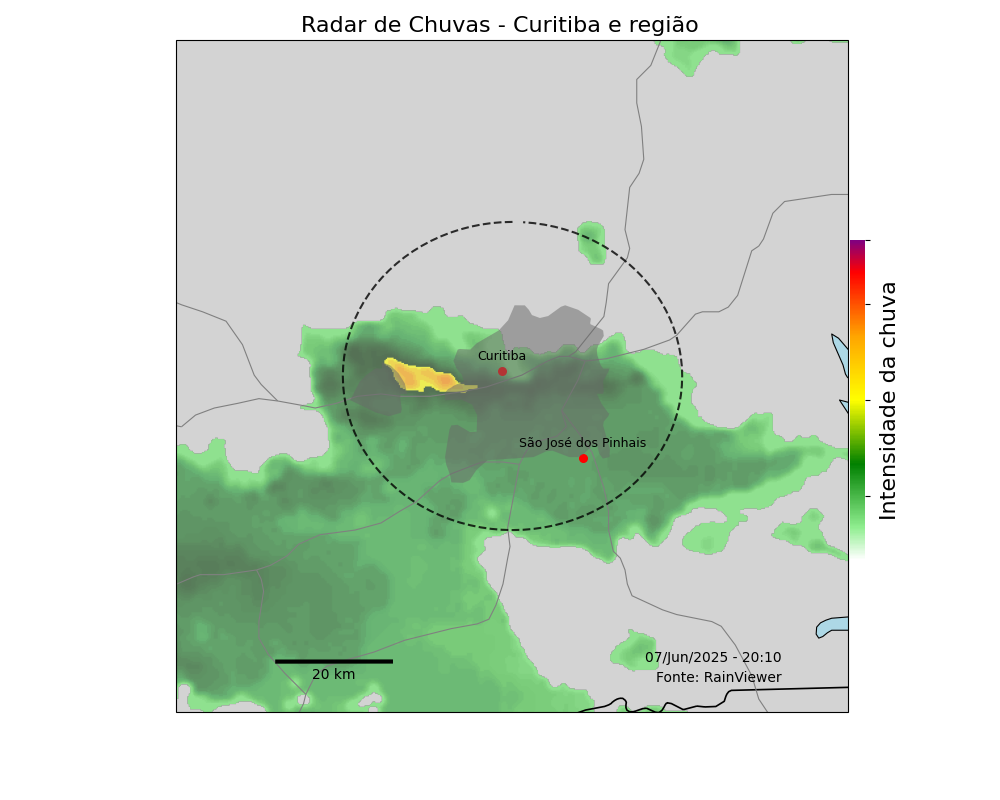 Radar de Chuvas - Curitiba e região
Curitiba
São José dos Pinhais
Intensidade da chuva
07/Jun/2025 - 20:10
20 km
Fonte: RainViewer